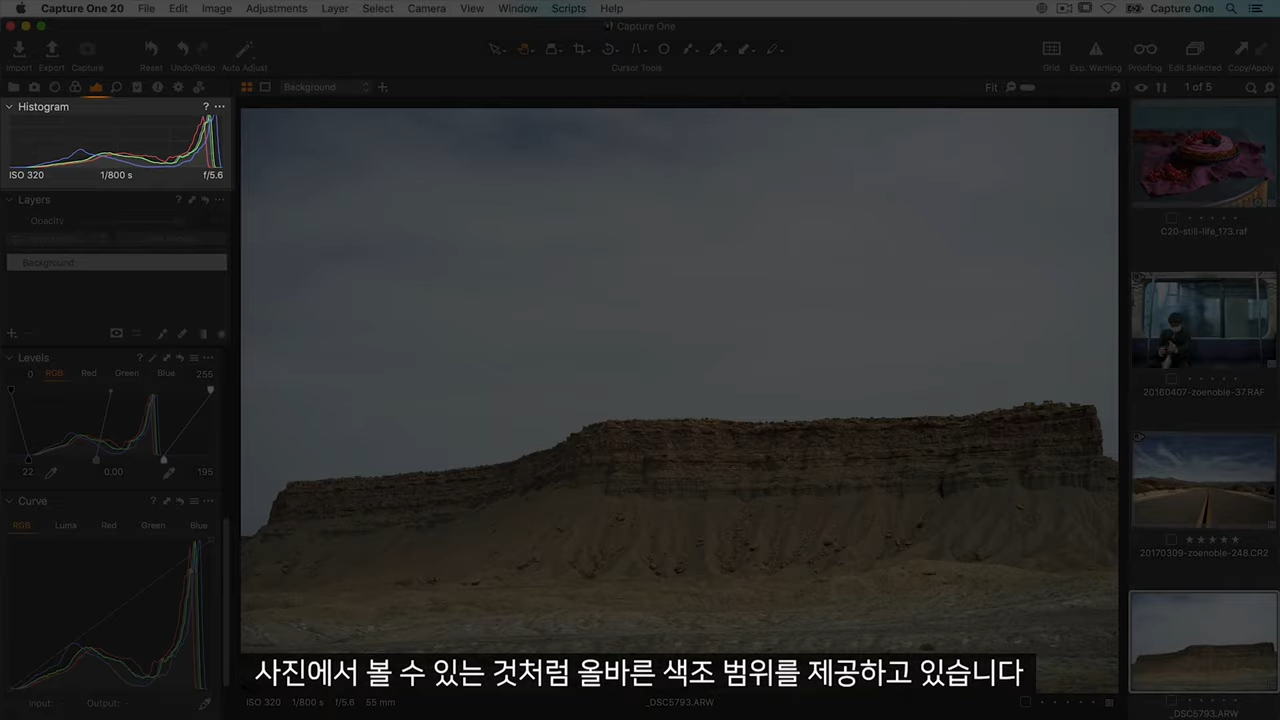 Capture One 20 File Edit Image Adjustments Layer Select Camera View Window Scripts Help Capture One
Capture One
Import Export Capture Reset Undo/Redo Auto Adjust Cursor Tools Grid Exp. Warning Proofing Edit Selected Copy/Apply
Background Fit 1 of 5
Histogram ?
ISO 320 1/800 s f/5.6
Layers ?
Opacity
Background
Levels ?
0 RGB Red Green Blue 255
22 0.00 195
Curve ?
RGB Luma Red Green Blue
Input: Output:
C20-still-life_173.raf
20160407-zoenoble-37.RAF
20170309-zoenoble-248.CR2
사진에서 볼 수 있는 것처럼 올바른 색조 범위를 제공하고 있습니다
ISO 320 1/800 s f/5.6 55 mm _DSC5793.ARW
_DSC5793.ARW